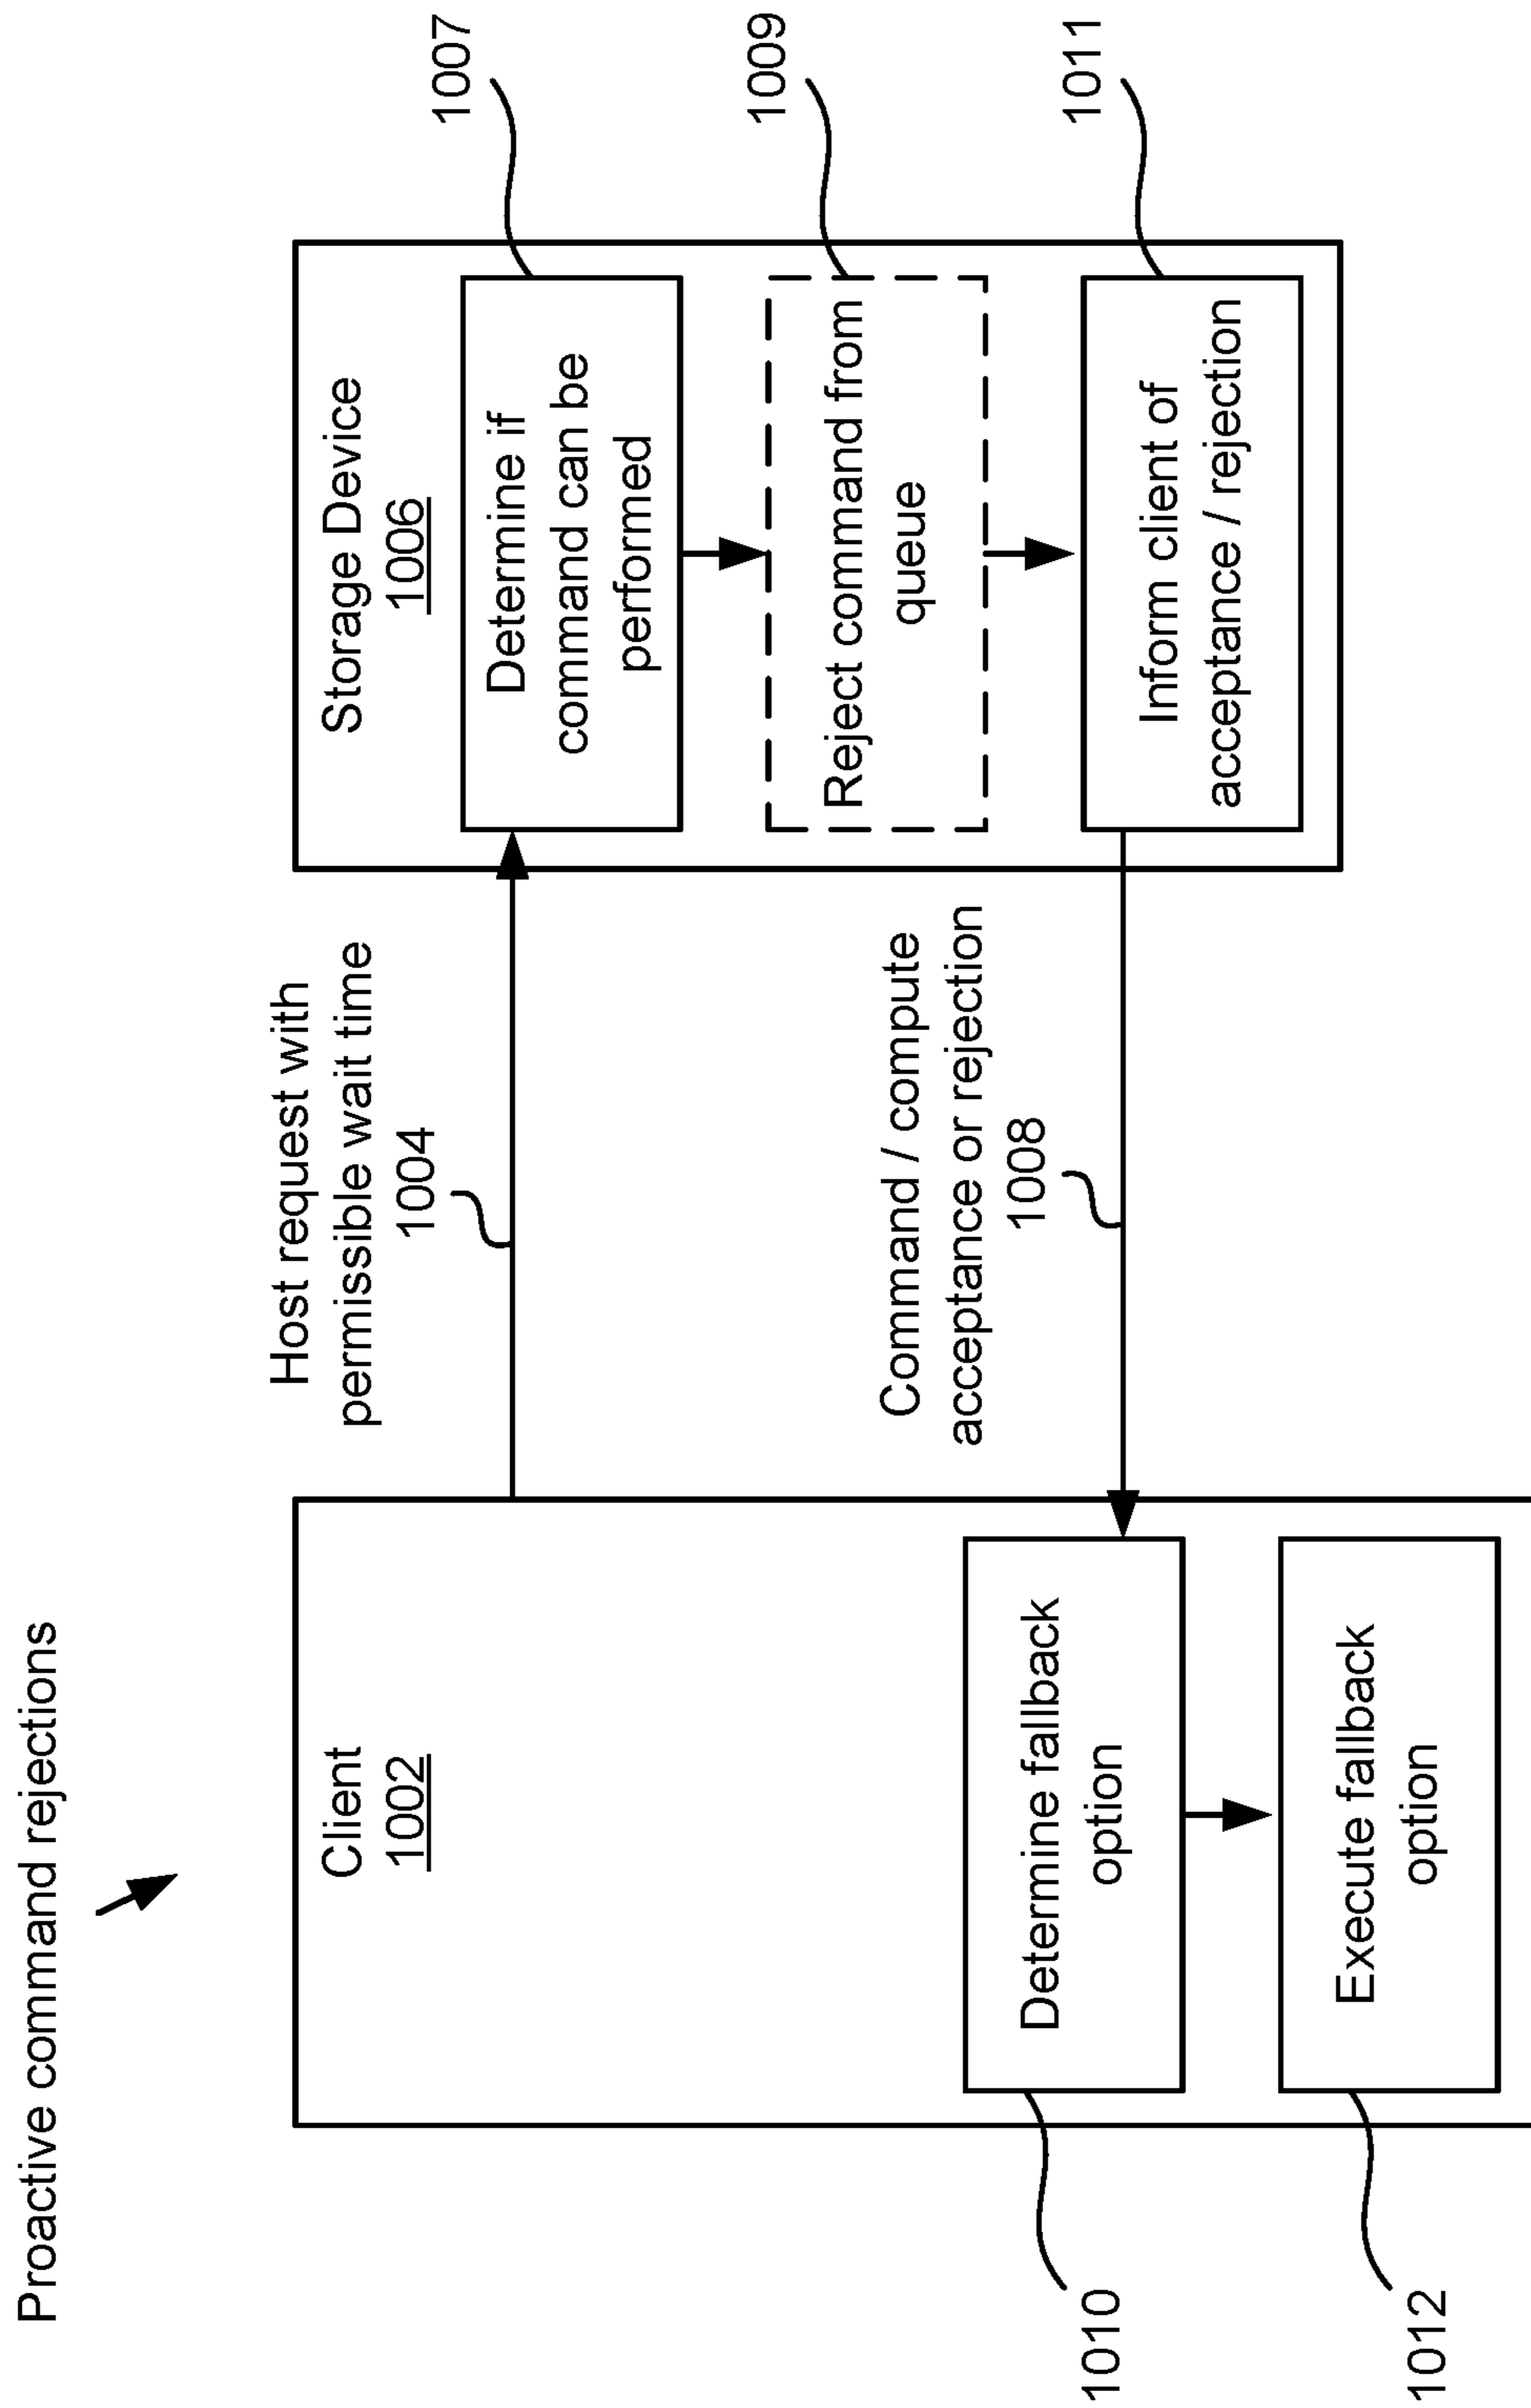 Proactive command rejections
Client
1002
Host request with
permissible wait time
1004
Storage Device
1006
Determine if
command can be
performed
1007
Reject command from
queue
1009
Inform client of
acceptance / rejection
1011
Command / compute
acceptance or rejection
1008
Determine fallback
option
1010
Execute fallback
option
1012